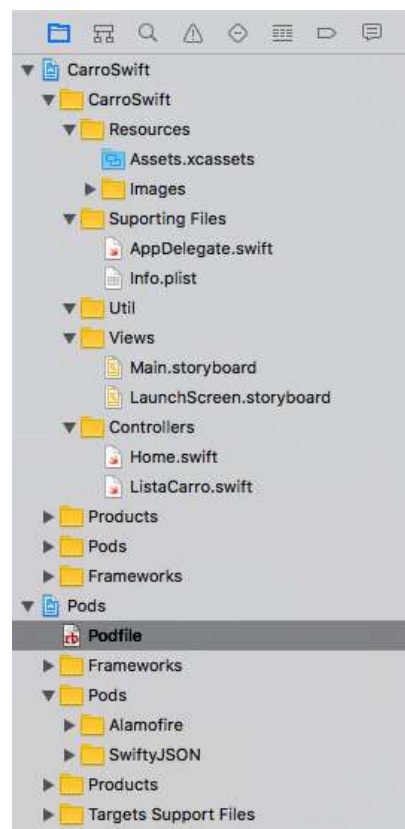 CarroSwift
CarroSwift
Resources
Assets.xcassets
Images
Suporting Files
AppDelegate.swift
Info.plist
Util
Views
Main.storyboard
LaunchScreen.storyboard
Controllers
Home.swift
ListaCarro.swift
Products
Pods
Frameworks
Pods
rb Podfile
Frameworks
Pods
Alamofire
SwiftyJSON
Products
Targets Support Files